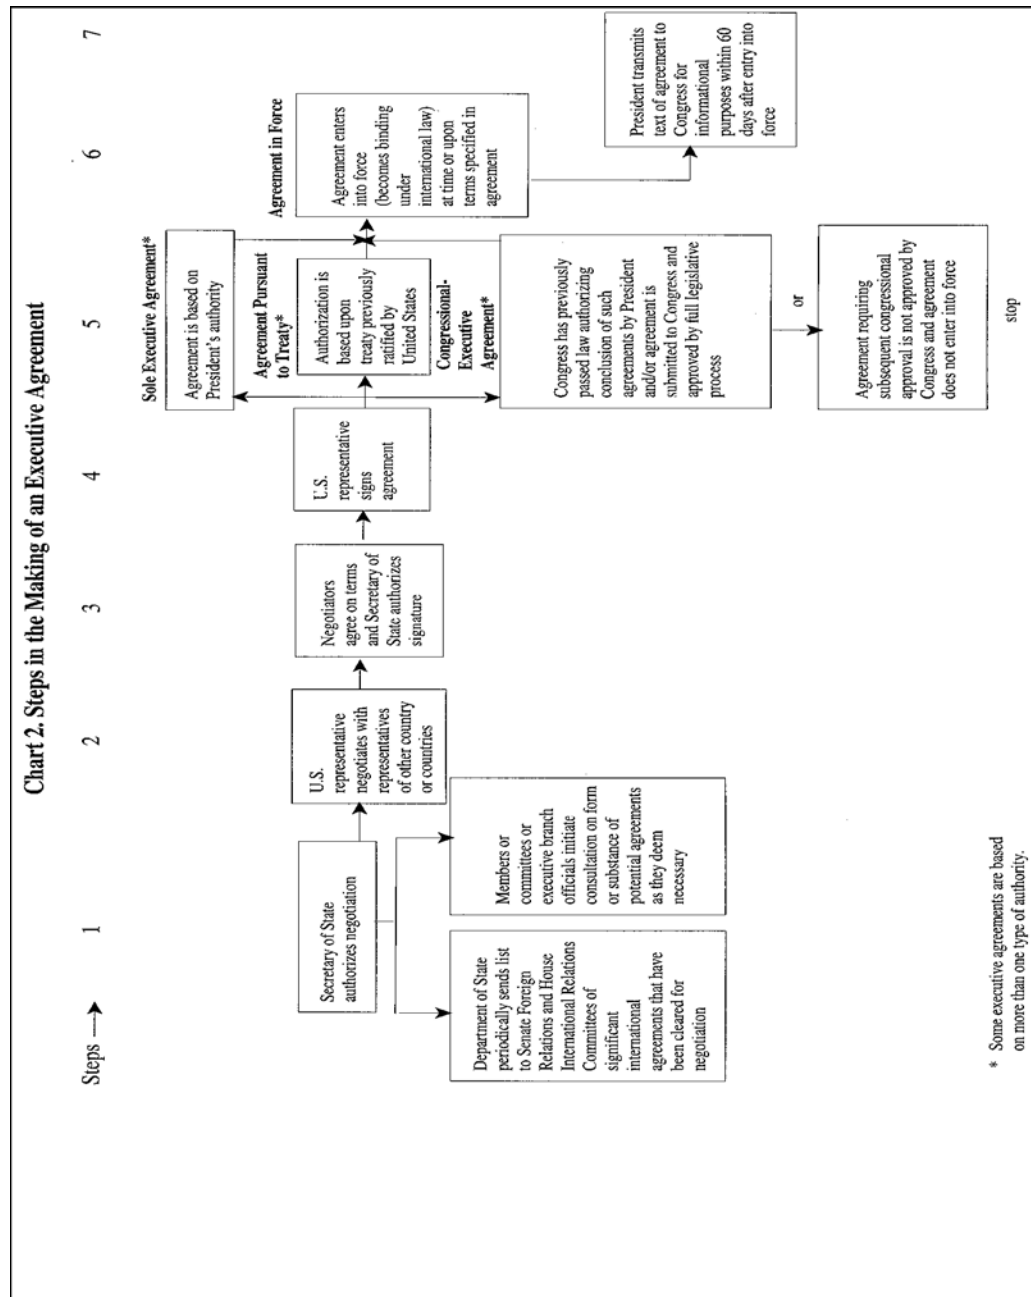 Chart 2. Steps in the Making of an Executive Agreement
Steps
1
2
3
4
5
6
7
Secretary of State
authorizes negotiation
Department of State
periodically sends list
to Senate Foreign
Relations and House
International Relations
Committees of
significant
international
agreements that have
been cleared for
negotiation
Members or
committees or
executive branch
officials initiate
consultation on form
or substance of
potential agreements
as they deem
necessary
U.S.
representative
negotiates with
representatives
of other country
or countries
Negotiators
agree on terms
and Secretary of
State authorizes
signature
U.S.
representative
signs
agreement
Sole Executive Agreement*
Agreement is based on
President's authority
Agreement Pursuant
to Treaty*
Authorization is
based upon
treaty previously
ratified by
United States
Congressional-
Executive
Agreement*
Congress has previously
passed law authorizing
conclusion of such
agreements by President
and/or agreement is
submitted to Congress and
approved by full legislative
process
or
Agreement requiring
subsequent congressional
approval is not approved by
Congress and agreement
does not enter into force
stop
Agreement in Force
Agreement enters
into force
(becomes binding
under
international law)
at time or upon
terms specified in
agreement
President transmits
text of agreement to
Congress for
informational
purposes within 60
days after entry into
force
* Some executive agreements are based
on more than one type of authority.